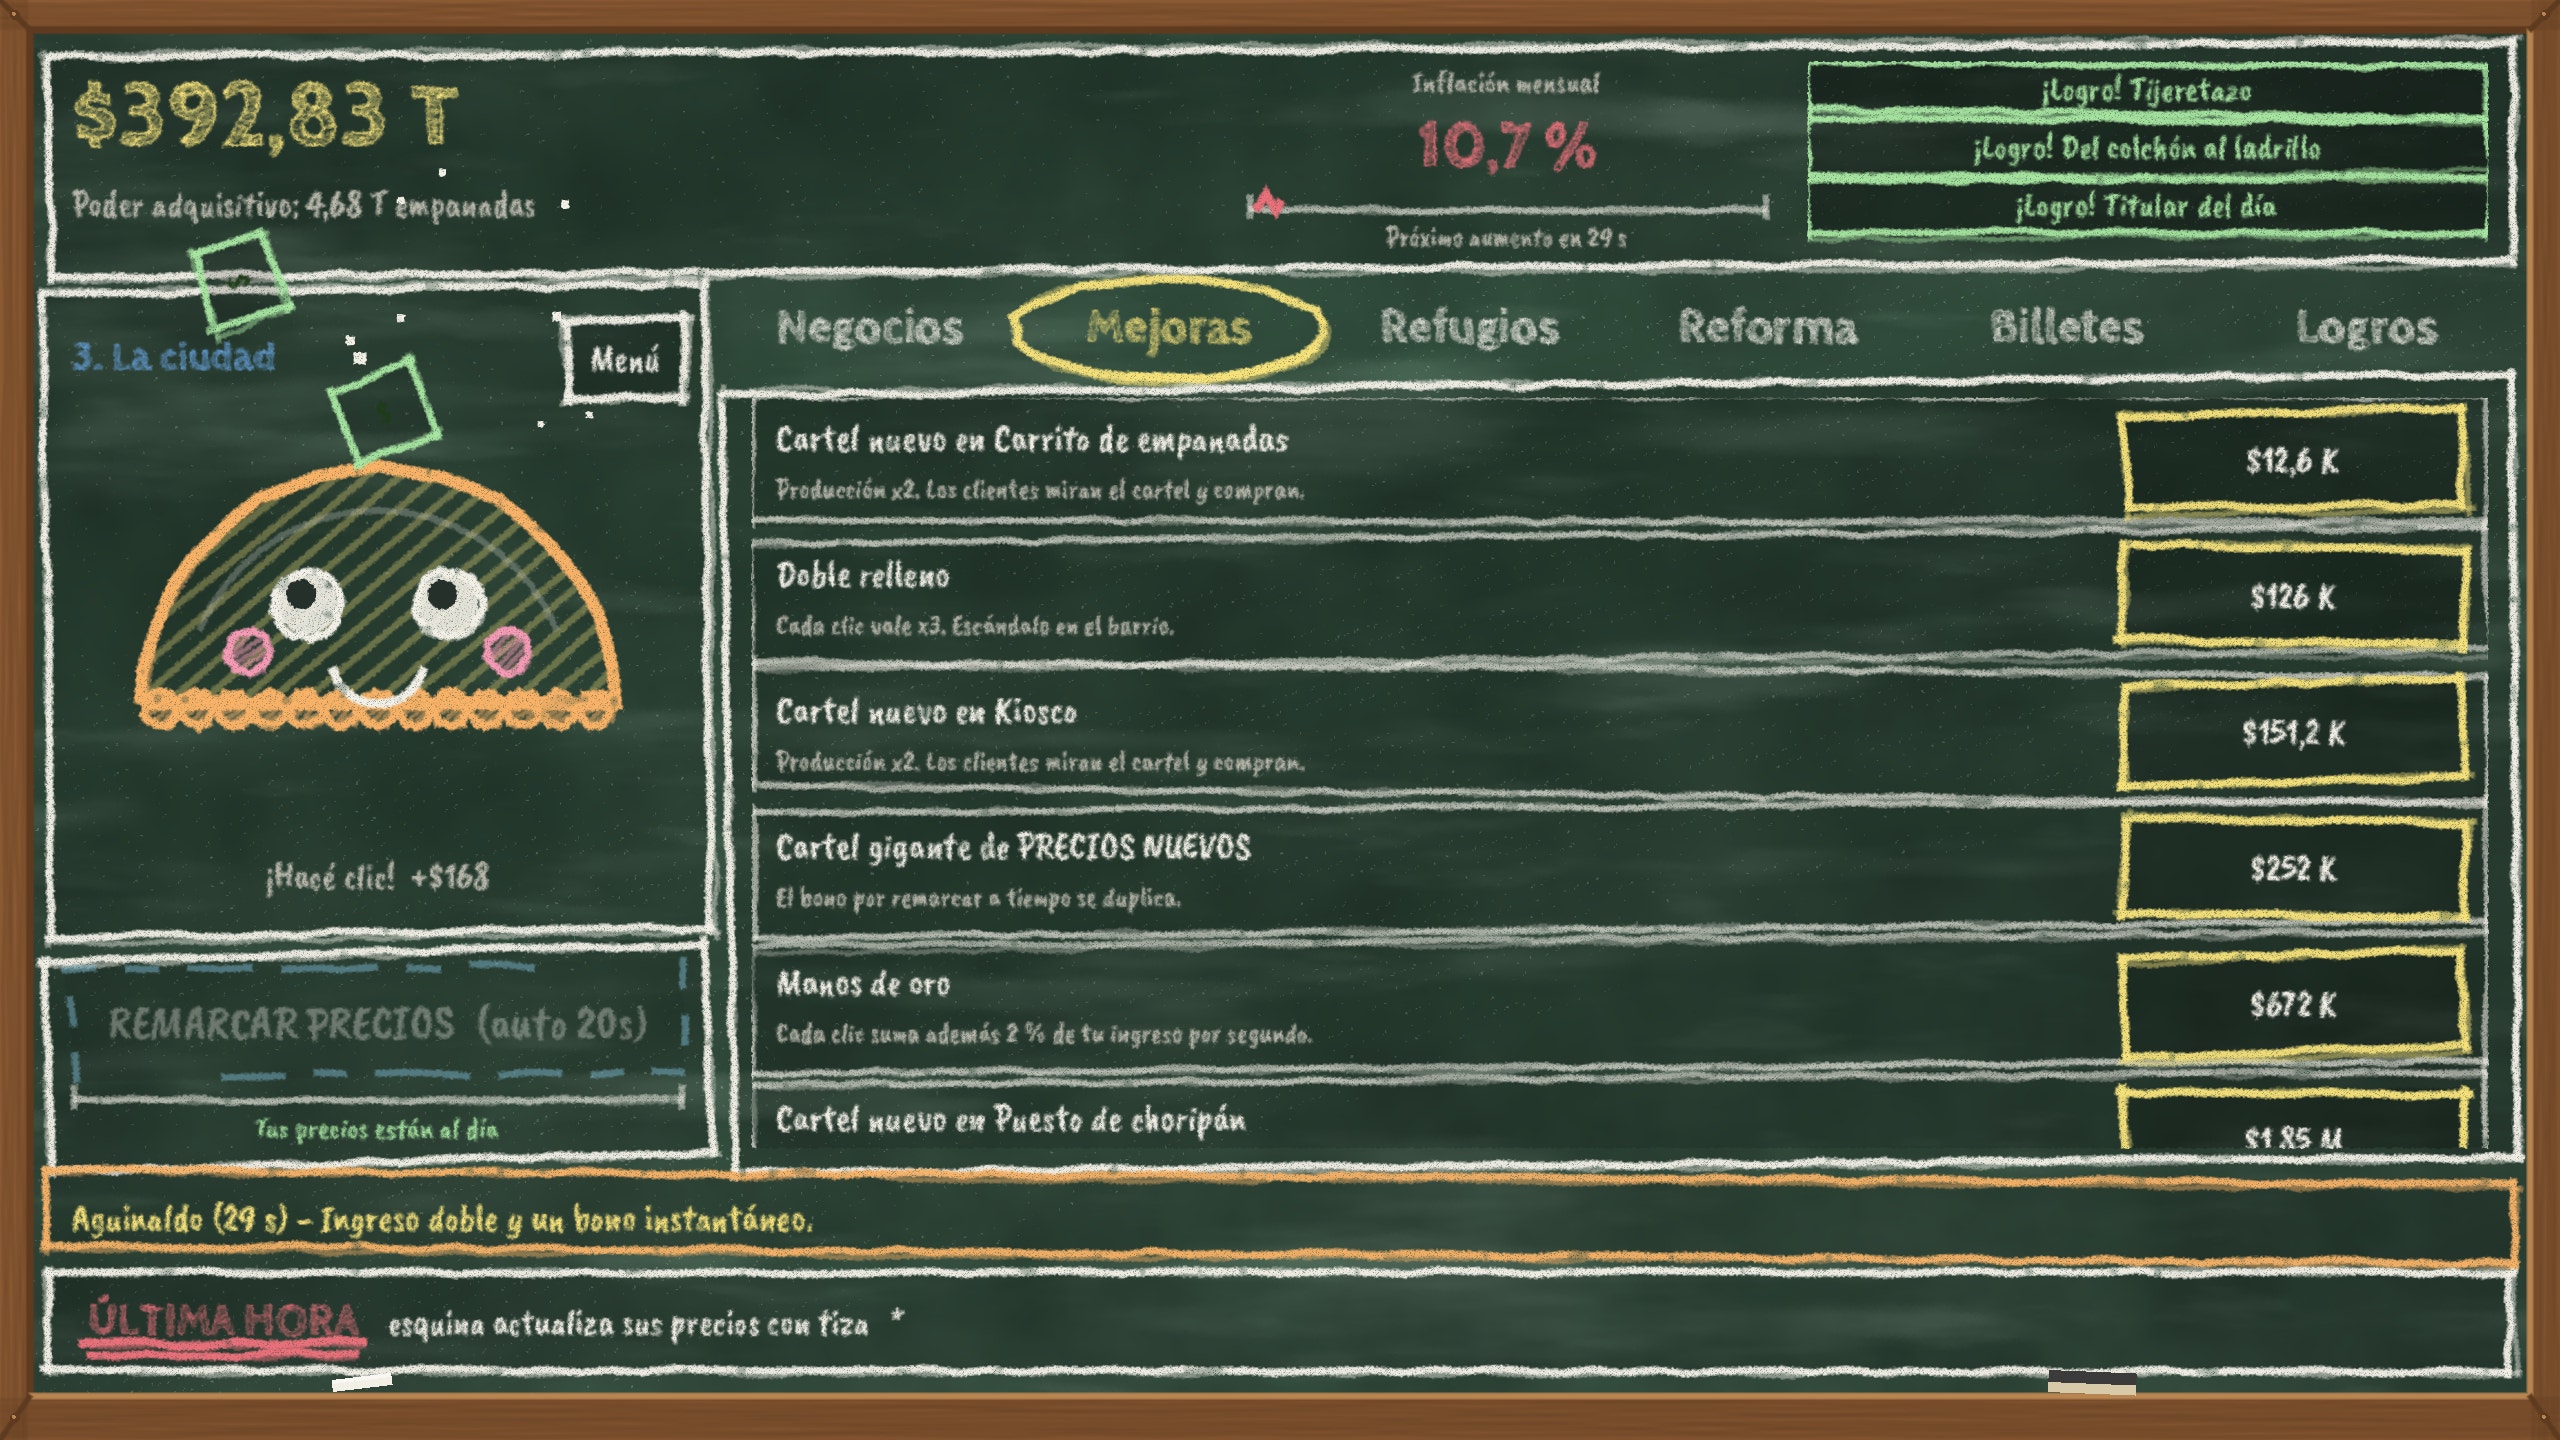 $392,83 T
Poder adquisitivo: 4,68 T empanadas
Inflación mensual
10,7 %
Próximo aumento en 29 s
¡Logro! Tijeretazo
¡Logro! Del colchón al ladrillo
¡Logro! Titular del día
3. La ciudad
Menú
¡Hacé clic! +$168
REMARCAR PRECIOS (auto 20s)
Tus precios están al día
Negocios Mejoras Refugios Reforma Billetes Logros
Cartel nuevo en Carrito de empanadas
Producción x2. Los clientes miran el cartel y compran.
$12,6 K
Doble relleno
Cada clic vale x3. Escándalo en el barrio.
$126 K
Cartel nuevo en Kiosco
Producción x2. Los clientes miran el cartel y compran.
$151,2 K
Cartel gigante de PRECIOS NUEVOS
El bono por remarcar a tiempo se duplica.
$252 K
Manos de oro
Cada clic suma además 2 % de tu ingreso por segundo.
$672 K
Cartel nuevo en Puesto de choripán
$1,85 M
Aguinaldo (29 s) - Ingreso doble y un bono instantáneo.
ÚLTIMA HORA esquina actualiza sus precios con tiza *